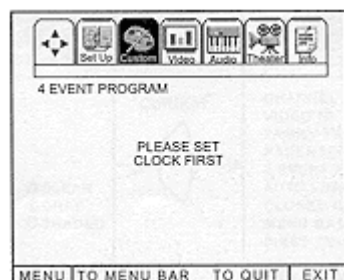 Set Up Custom Video Audio Theater Info
4 EVENT PROGRAM
PLEASE SET
CLOCK FIRST
MENU TO MENU BAR TO QUIT EXIT